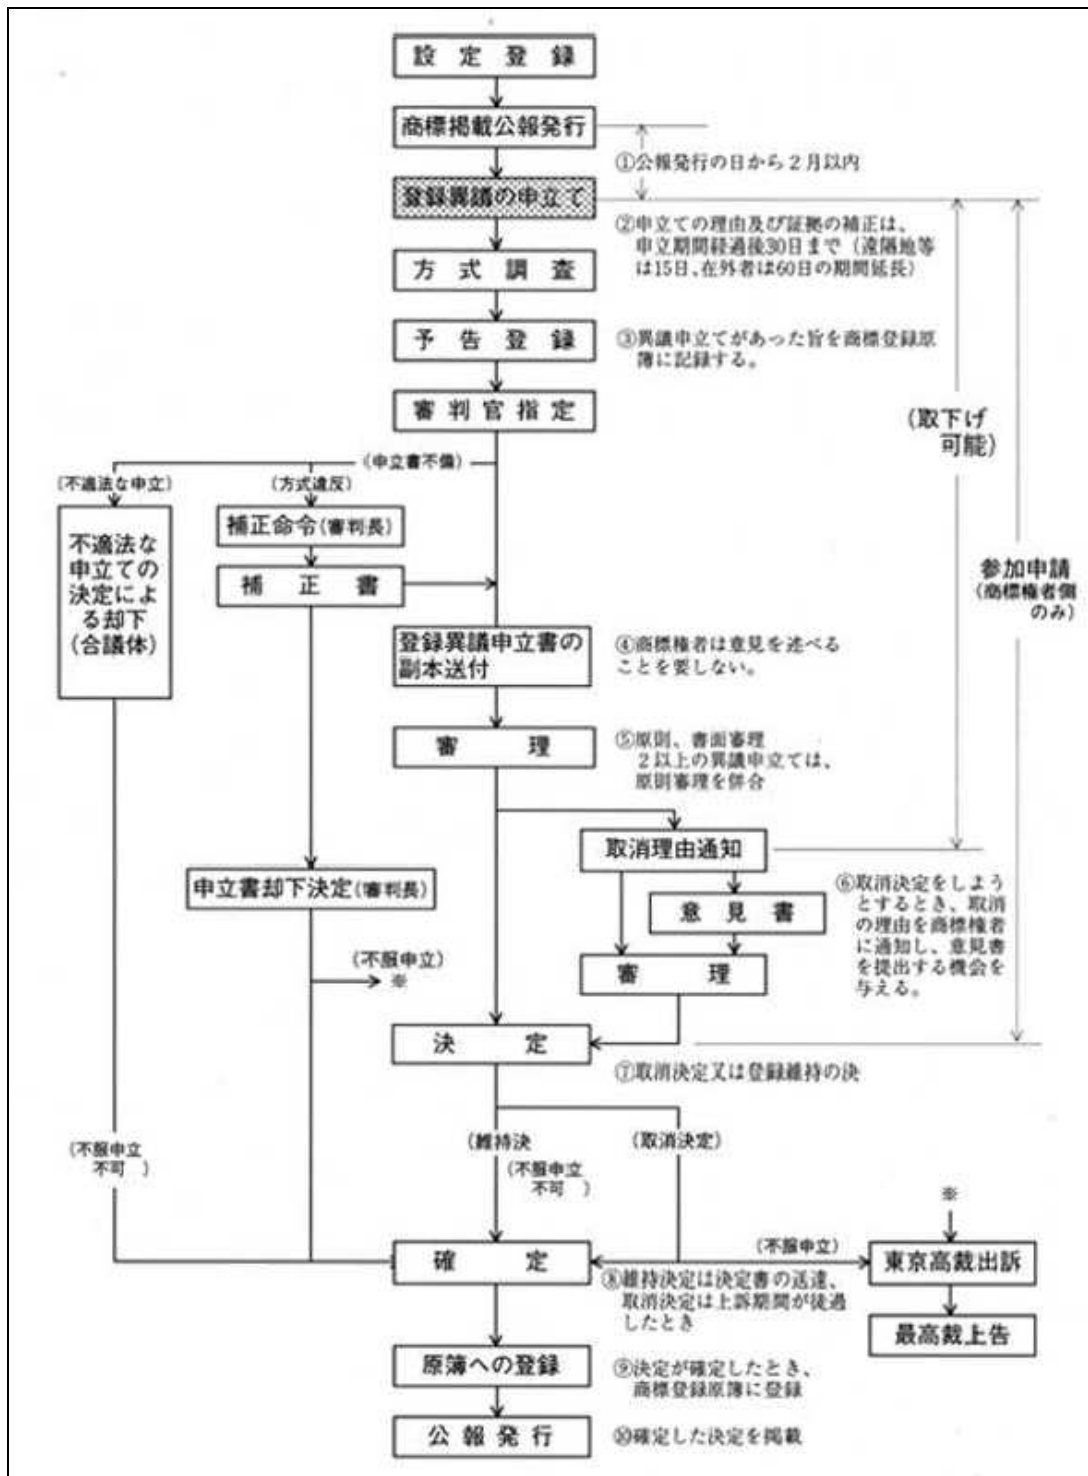 設定登録
商標掲載公報発行
①公報発行の日から2月以内
登録異議の申立て
②申立ての理由及び証拠の補正は、
申立期間経過後30日まで(遠隔地等
は15日、在外者は60日の期間延長)
方式調査
予告登録
③異議申立てがあった旨を商標登録原
簿に記録する。
審判官指定
(取下げ
可能)
(申立書不備)
(不適法な申立)
(方式違反)
不適法な
申立ての
決定によ
る却下
(合議体)
補正命令(審判長)
補正書
参加申請
(商標権者側
のみ)
登録異議申立書の
副本送付
④商標権者は意見を述べる
ことを要しない。
審理
⑤原則、書面審理
2以上の異議申立ては、
原則審理を併合
取消理由通知
申立書却下決定(審判長)
⑥取消決定をしよう
とするとき、取消
の理由を商標権者
に通知し、意見書
を提出する機会を
与える。
意見書
審理
(不服申立)
※
決定
⑦取消決定又は登録維持の決
(不服申立
不可)
(維持決
(取消決定)
(不服申立
不可)
※
確定
(不服申立)
東京高裁出訴
⑧維持決定は決定書の送達、
取消決定は上訴期間が徒過
したとき
最高裁上告
原簿への登録
⑨決定が確定したとき、
商標登録原簿に登録
公報発行
⑩確定した決定を掲載